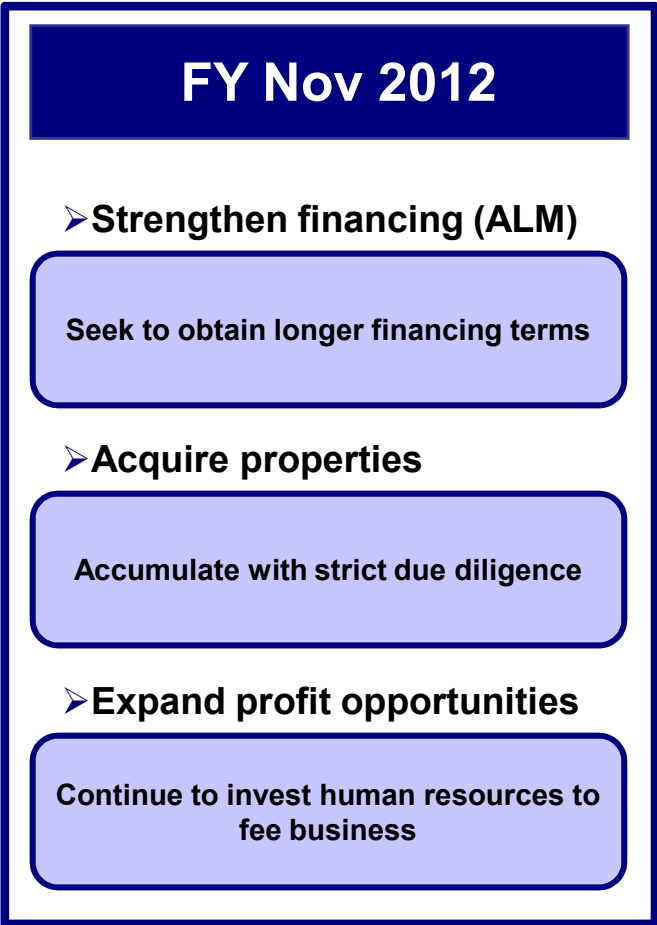 FY Nov 2012
➢Strengthen financing (ALM)
Seek to obtain longer financing terms
➢Acquire properties
Accumulate with strict due diligence
➢Expand profit opportunities
Continue to invest human resources to
fee business